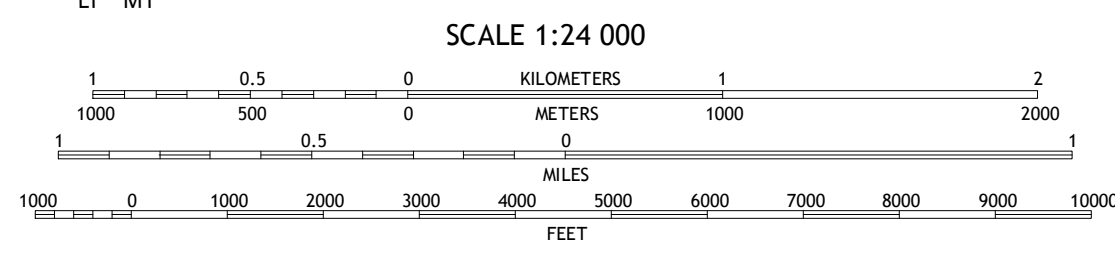 SCALE 1:24 000
1 0.5 0 KILOMETERS 1 2
1000 500 0 METERS 1000 2000
1 0.5 0 1
MILES
1000 0 1000 2000 3000 4000 5000 6000 7000 8000 9000 10000
FEET